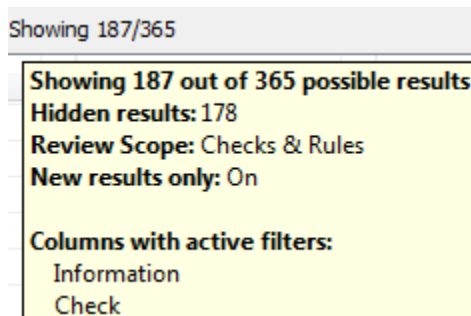 Showing 187/365
Showing 187 out of 365 possible results
Hidden results: 178
Review Scope: Checks & Rules
New results only: On
Columns with active filters:
Information
Check